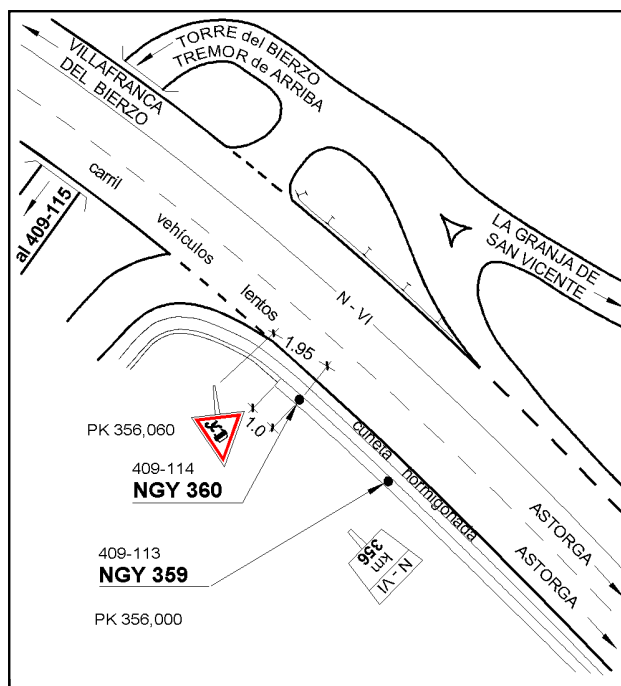 TORRE del BIERZO
TREMOR de ARRIBA
VILLAFRANCA
DEL BIERZO
LA GRANJA DE
SAN VICENTE
al 409-115
carril
vehículos
lentos
N - VI
1.95
1.0
PK 356,060
409-114
NGY 360
cuneta
hormigonada
409-113
NGY 359
N - VI
km
356
PK 356,000
ASTORGA
ASTORGA